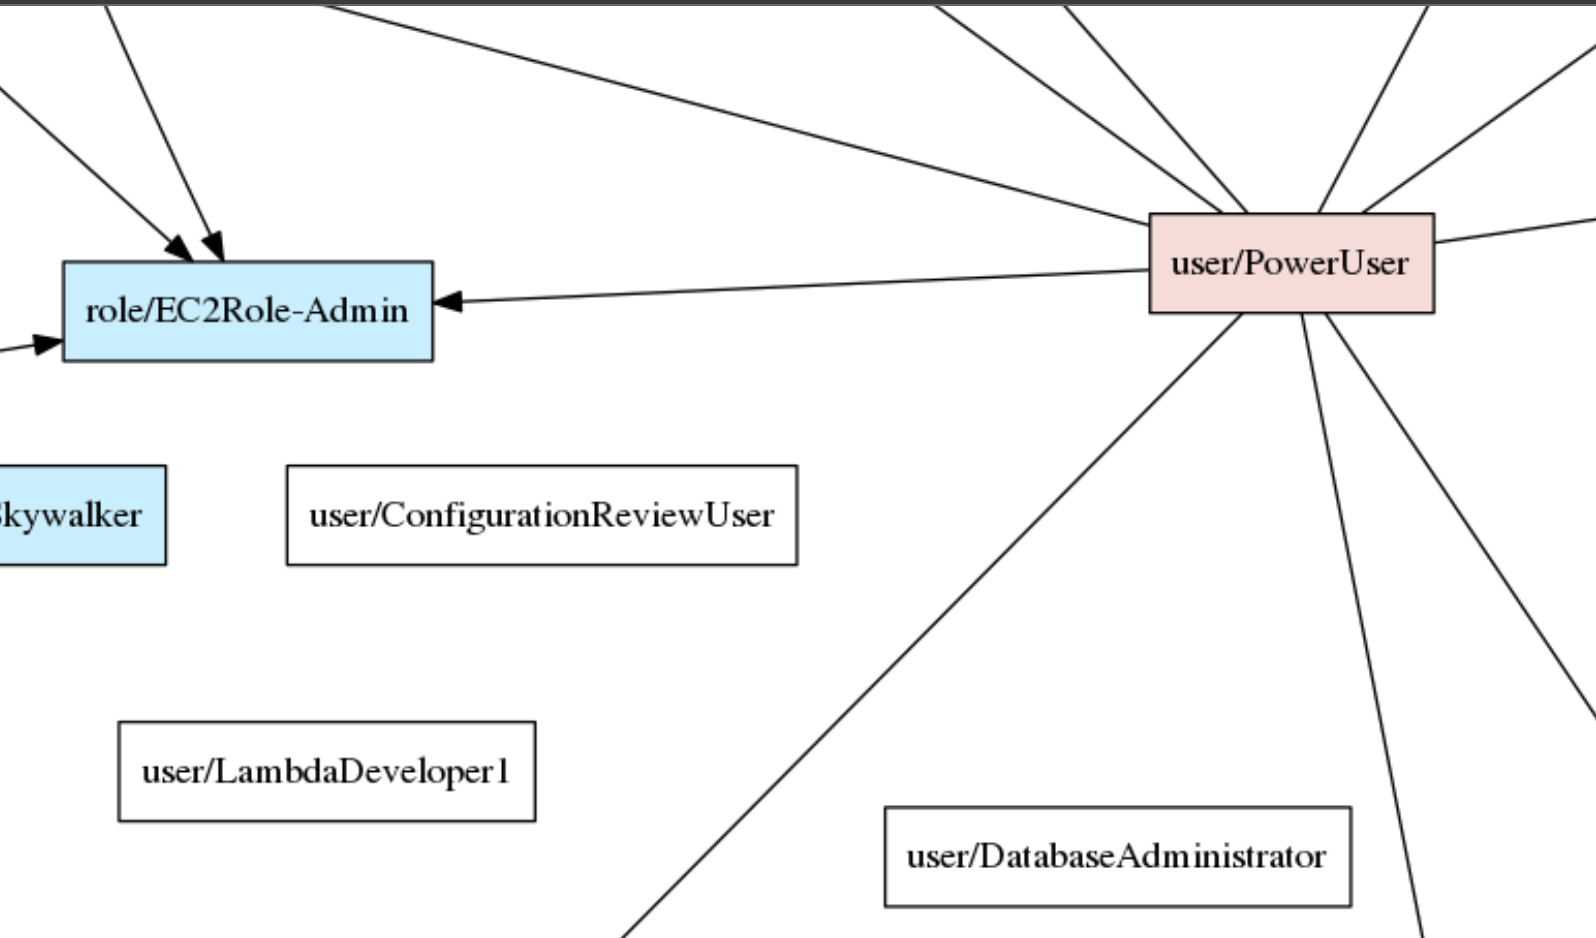 user/PowerUser
role/EC2Role-Admin
kywalker
user/ConfigurationReviewUser
user/LambdaDeveloper1
user/DatabaseAdministrator